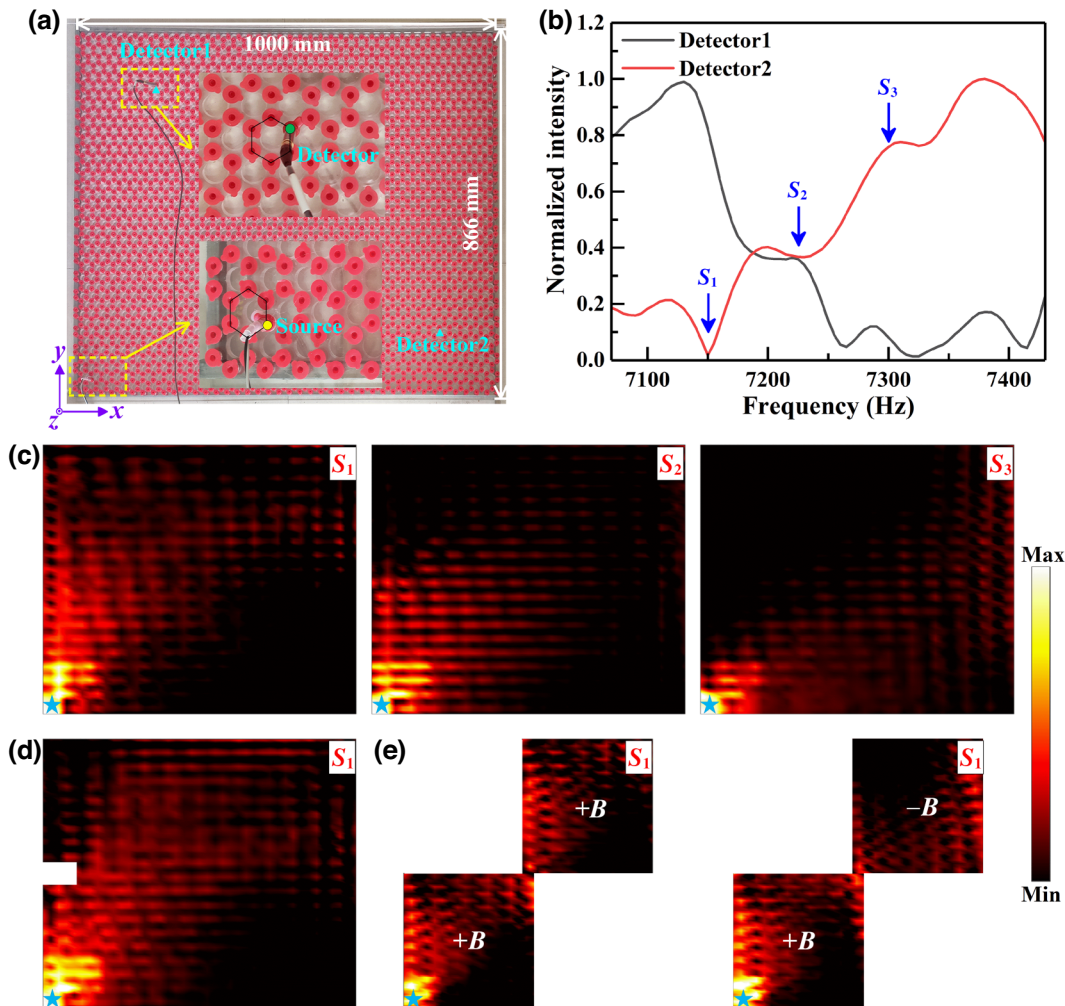 (a)
1000 mm
Detector1
Detector
866 mm
Source
Detector2
y
z
x
(b)
Normalized intensity
1.2
1.0
0.8
0.6
0.4
0.2
0.0
Detector1
Detector2
S1
S2
S3
7100
7200
7300
7400
Frequency (Hz)
(c)
S1
S2
S3
Max
Min
(d)
S1
(e)
S1
+B
+B
S1
−B
+B